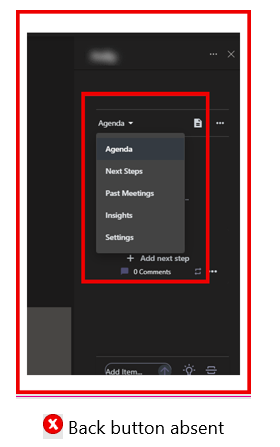 Agenda
Agenda
Next Steps
Past Meetings
Insights
Settings
+ Add next step
0 Comments
Add Item...
Back button absent